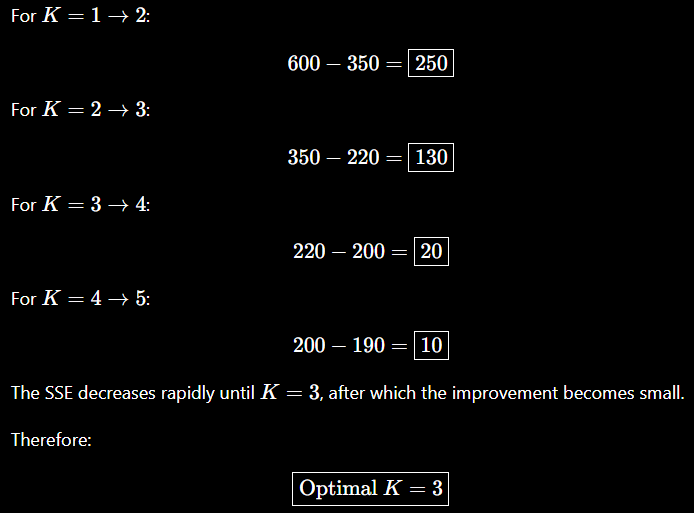 For K = 1 → 2:
600 − 350 = 250
For K = 2 → 3:
350 − 220 = 130
For K = 3 → 4:
220 − 200 = 20
For K = 4 → 5:
200 − 190 = 10
The SSE decreases rapidly until K = 3, after which the improvement becomes small.
Therefore:
Optimal K = 3